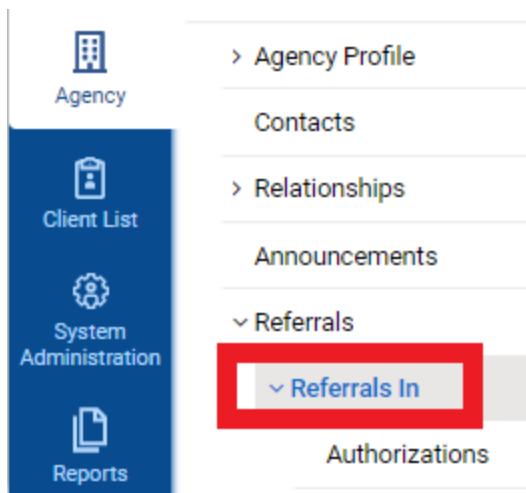 Agency
Client List
System
Administration
Reports
Agency Profile
Contacts
Relationships
Announcements
Referrals
Referrals In
Authorizations